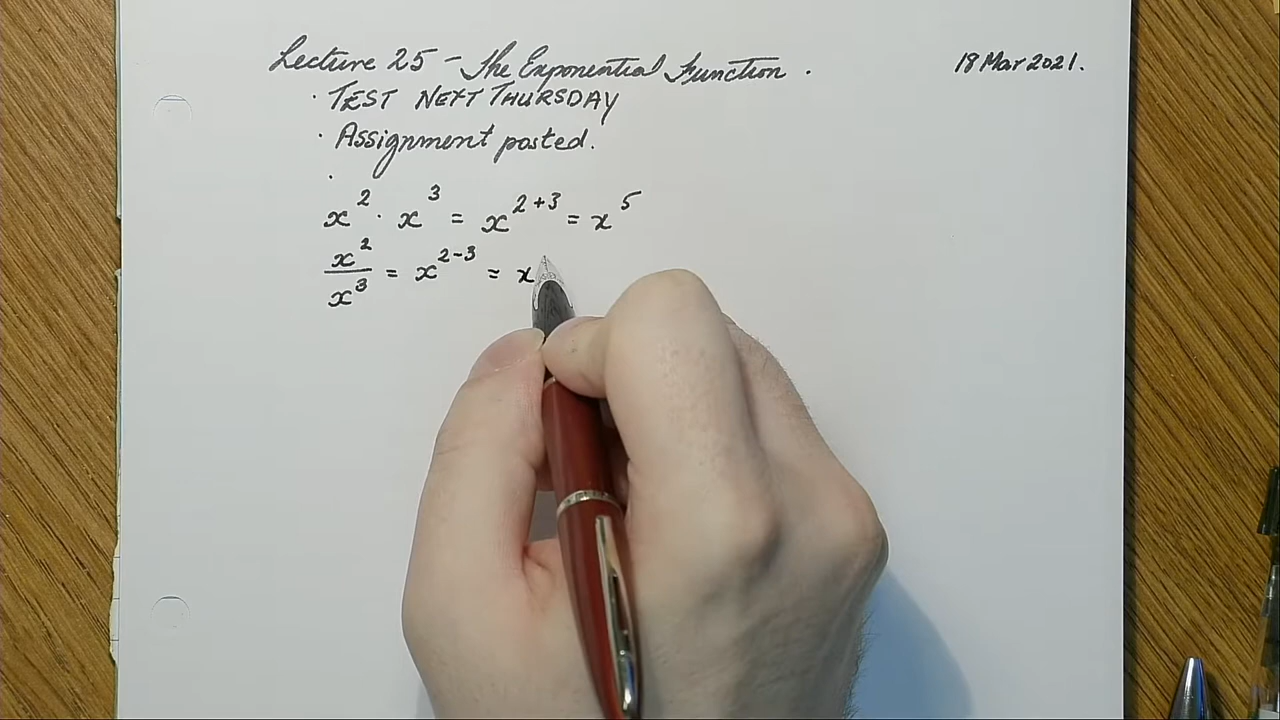 Lecture 25 - The Exponential Function . 18 Mar 2021.
· TEST NEXT THURSDAY
· Assignment posted.
·
x² · x³ = x²⁺³ = x⁵
x²/x³ = x²⁻³ = x